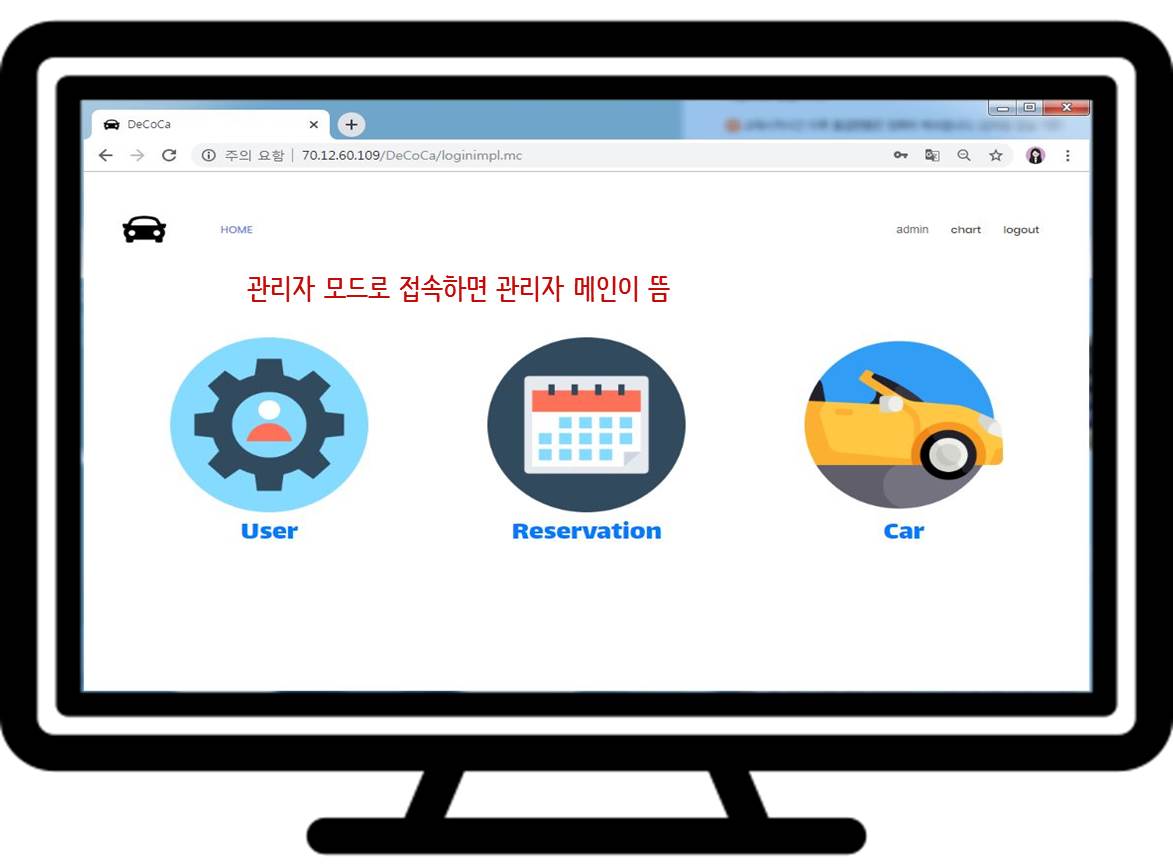 DeCoCa
주의 요함 | 70.12.60.109/DeCoCa/loginimpl.mc
HOME
admin chart logout
관리자 모드로 접속하면 관리자 메인이 뜸
User Reservation Car